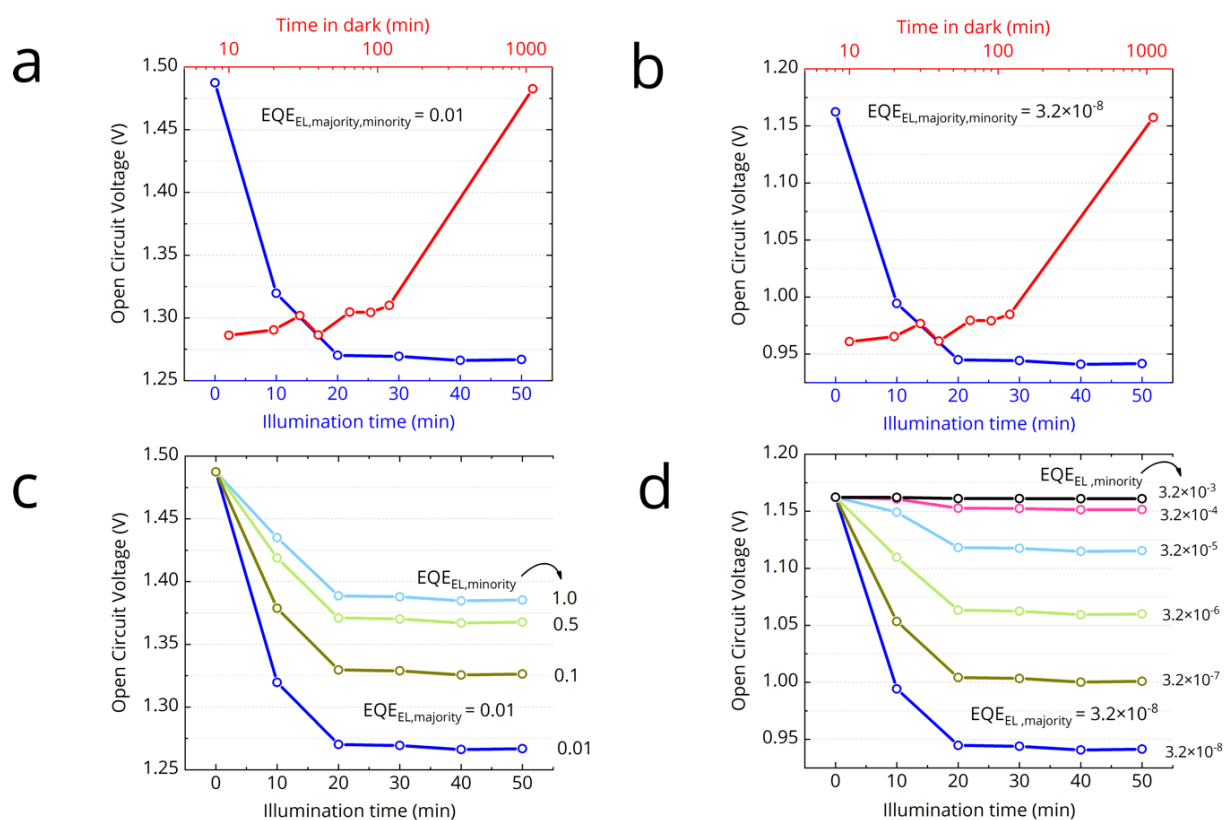 a
Time in dark (min)
10 100 1000
1.50
1.45
1.40
1.35
1.30
1.25
Open Circuit Voltage (V)
EQE_EL,majority,minority = 0.01
0 10 20 30 40 50
Illumination time (min)
b
Time in dark (min)
10 100 1000
1.20
1.15
1.10
1.05
1.00
0.95
Open Circuit Voltage (V)
EQE_EL,majority,minority = 3.2×10⁻⁸
0 10 20 30 40 50
Illumination time (min)
c
1.50
1.45
1.40
1.35
1.30
1.25
Open Circuit Voltage (V)
EQE_EL,minority
1.0
0.5
0.1
0.01
EQE_EL,majority = 0.01
0 10 20 30 40 50
Illumination time (min)
d
1.20
1.15
1.10
1.05
1.00
0.95
Open Circuit Voltage (V)
EQE_EL,minority
3.2×10⁻³
3.2×10⁻⁴
3.2×10⁻⁵
3.2×10⁻⁶
3.2×10⁻⁷
3.2×10⁻⁸
EQE_EL,majority = 3.2×10⁻⁸
0 10 20 30 40 50
Illumination time (min)